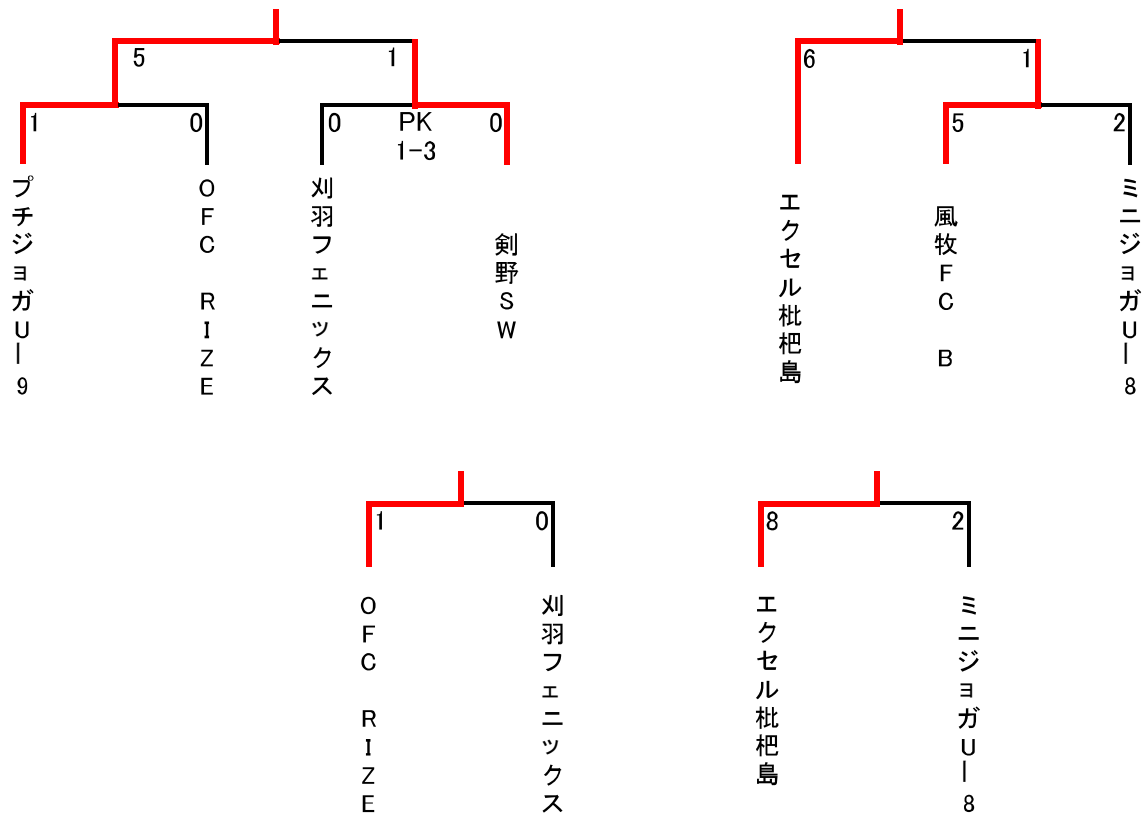 5 1
6 1
1 0
0 PK 0
1-3
5 2
プチジョガU-9
OFC RIZE
刈羽フェニックス
剣野SW
エクセル枇杷島
風牧FC B
ミニジョガU-8
1 0
8 2
OFC RIZE
刈羽フェニックス
エクセル枇杷島
ミニジョガU-8